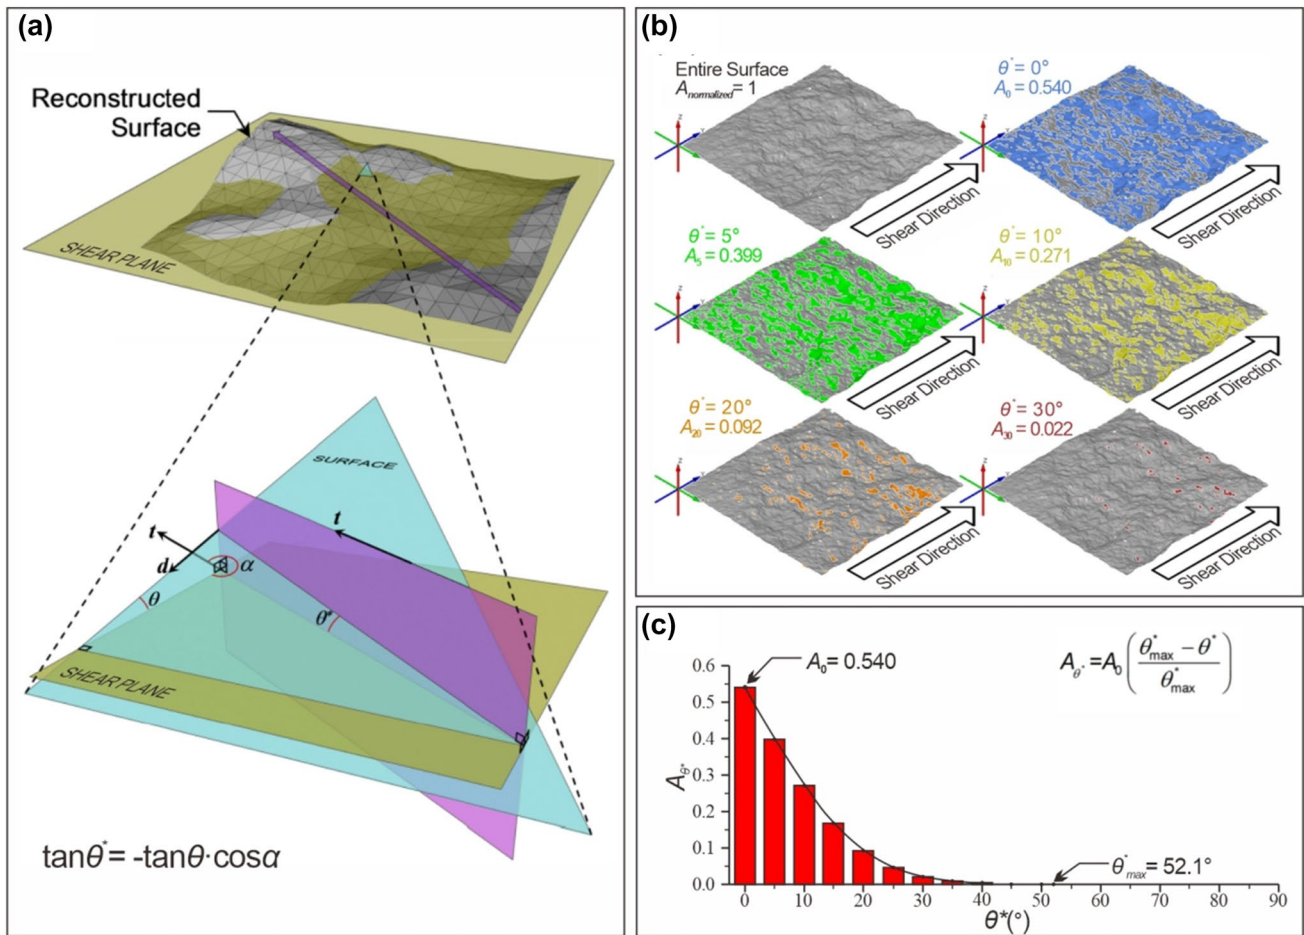 (a)
Reconstructed
Surface
SHEAR PLANE
SURFACE
t
t
d
α
θ
θ*
SHEAR PLANE
tanθ* = -tanθ·cosα
(b)
Entire Surface
A_normalized = 1
Shear Direction
θ* = 0°
A_0 = 0.540
Shear Direction
θ* = 5°
A_5 = 0.399
Shear Direction
θ* = 10°
A_10 = 0.271
Shear Direction
θ* = 20°
A_20 = 0.092
Shear Direction
θ* = 30°
A_30 = 0.022
Shear Direction
(c)
A_0 = 0.540
A_θ* = A_0 ((θ*_max − θ*) / θ*_max)
A_θ*
0.6
0.5
0.4
0.3
0.2
0.1
0.0
θ*_max = 52.1°
0 10 20 30 40 50 60 70 80 90
θ*(°)